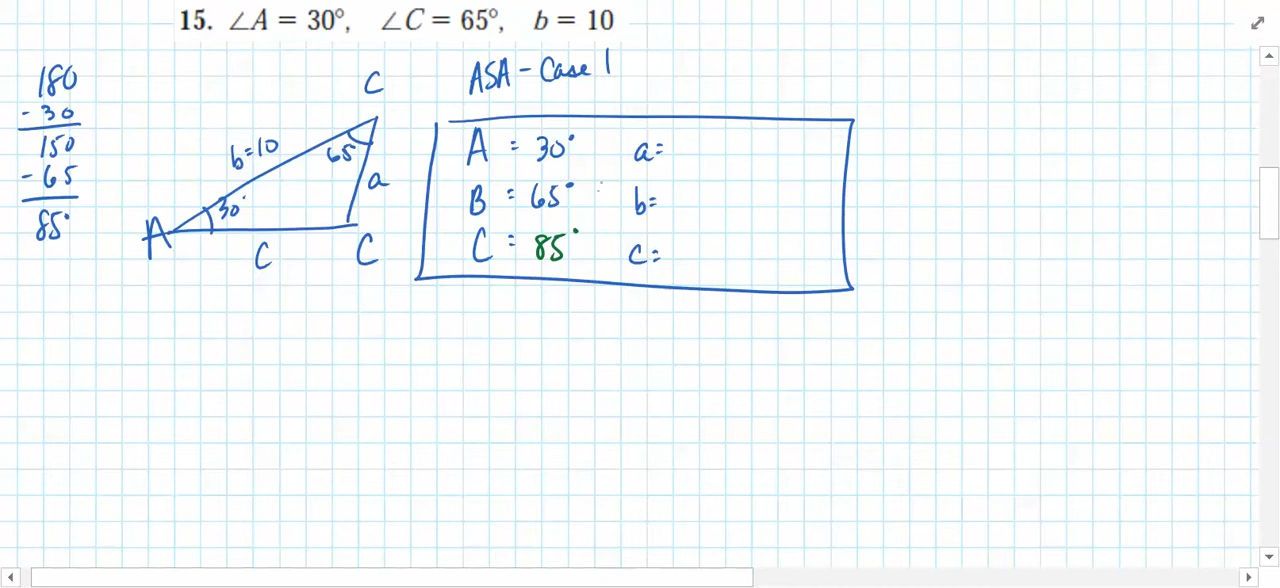 15. ∠A = 30°, ∠C = 65°, b = 10
180
- 30
150
- 65
85°
C
b=10
65
a
30°
A
C
C
ASA - Case 1
A = 30° a=
B = 65° b=
C = 85° c=